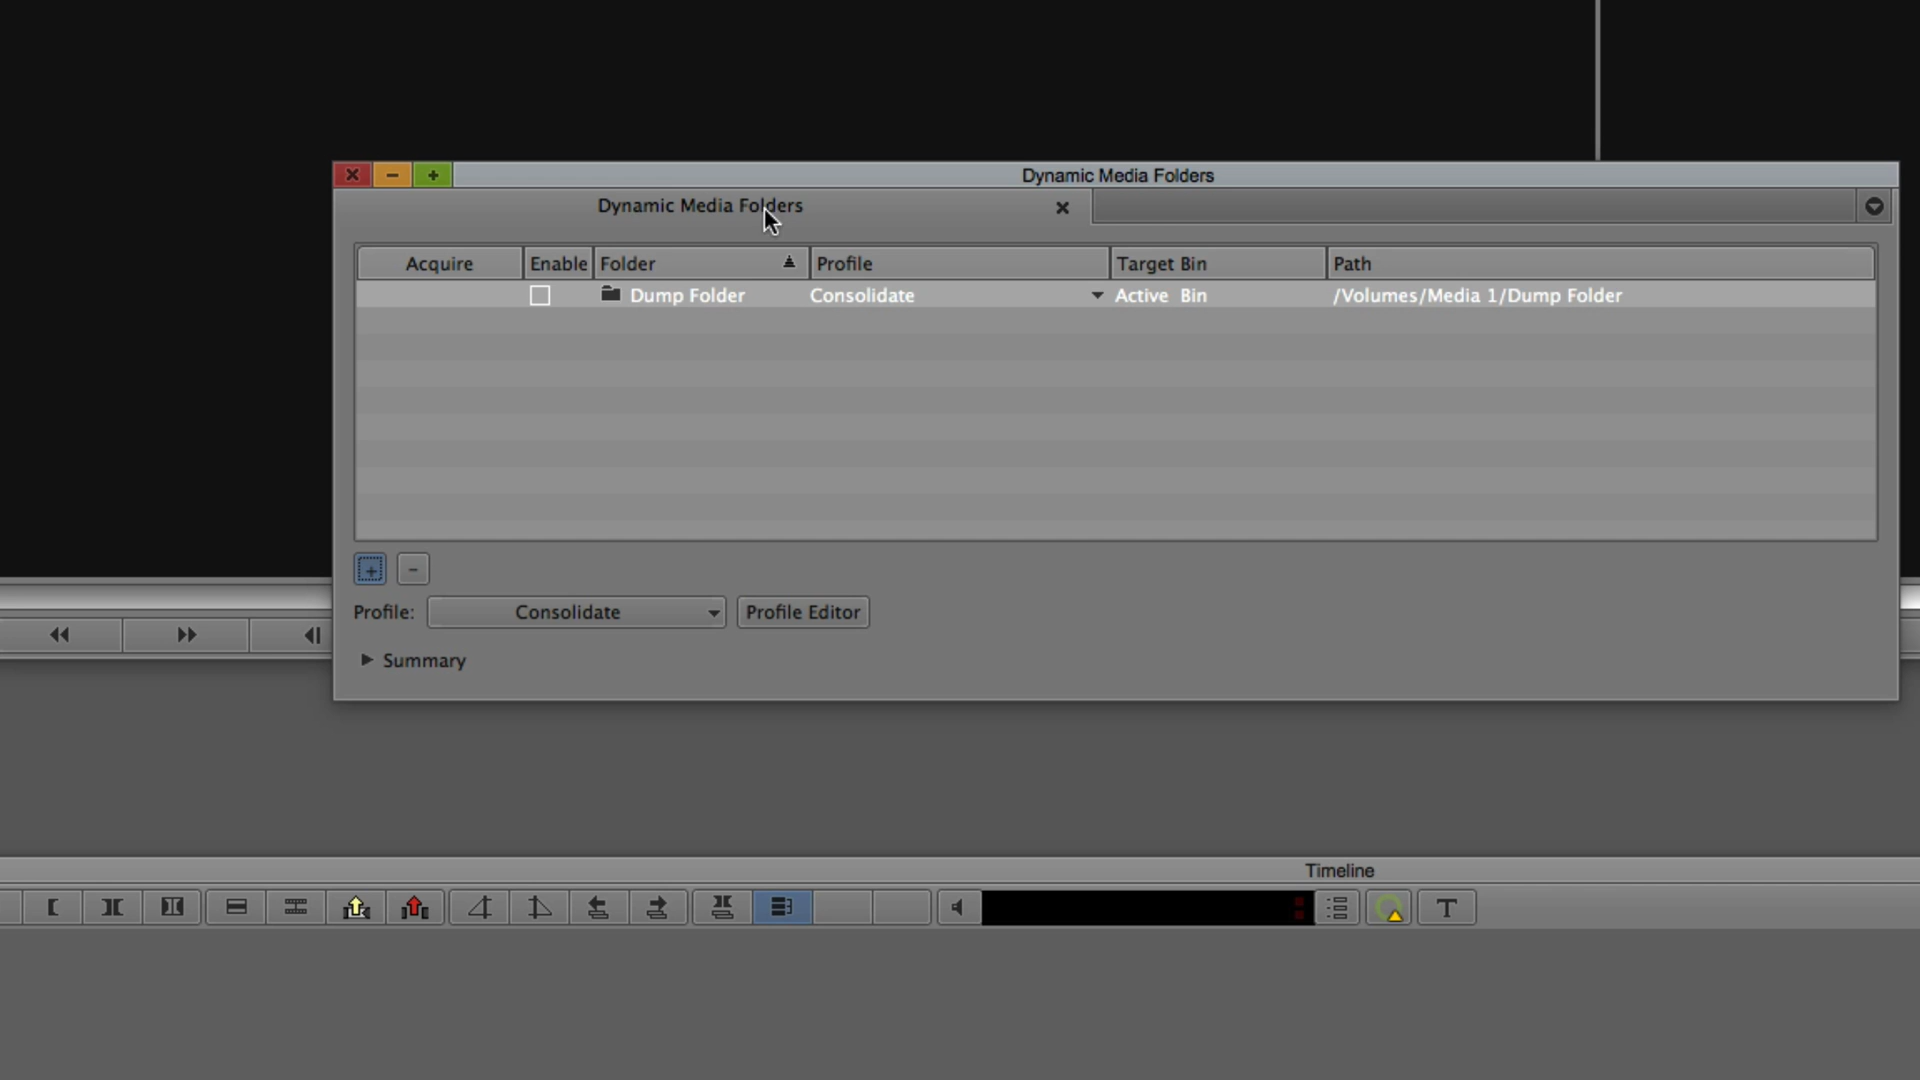 Dynamic Media Folders
Dynamic Media Folders
Acquire Enable Folder Profile Target Bin Path
Dump Folder Consolidate Active Bin /Volumes/Media 1/Dump Folder
Profile: Consolidate Profile Editor
Summary
Timeline
T